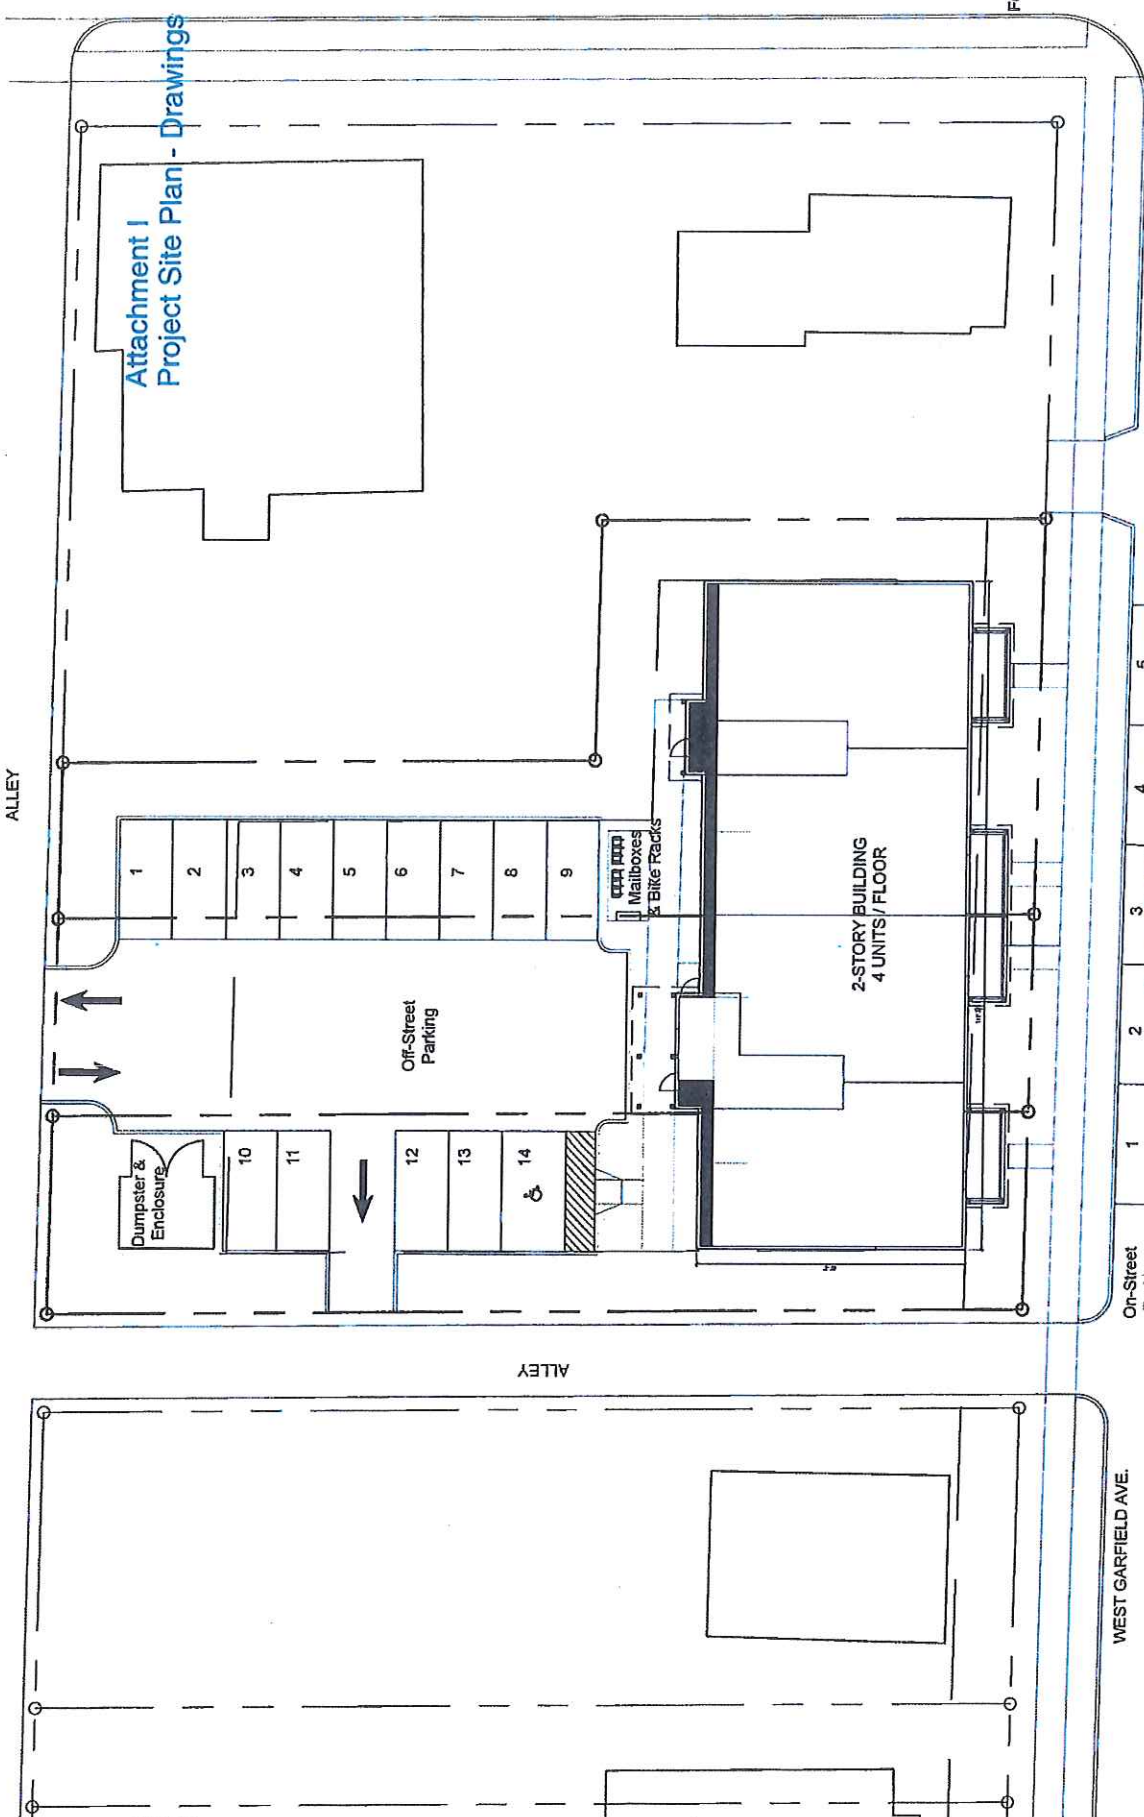 Attachment I
Project Site Plan - Drawings
ALLEY
1
2
3
4
5
6
7
8
9
Mailboxes
& Bike Racks
Off-Street
Parking
Dumpster &
Enclosure
10
11
12
13
14
2-STORY BUILDING
4 UNITS / FLOOR
ALLEY
On-Street
1
2
3
4
5
WEST GARFIELD AVE.